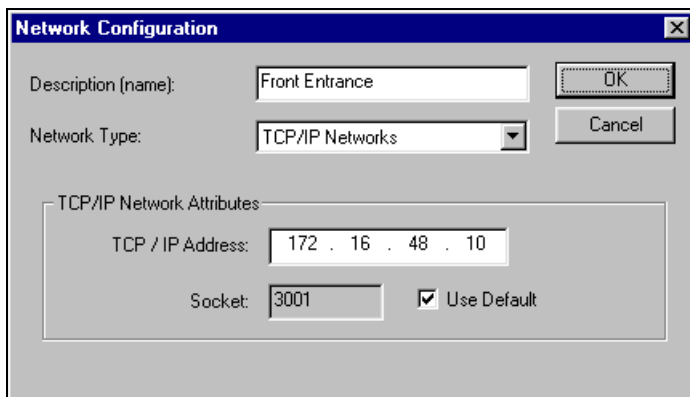 Network Configuration
Description (name): Front Entrance OK
Network Type: TCP/IP Networks Cancel
TCP/IP Network Attributes
TCP / IP Address: 172 . 16 . 48 . 10
Socket: 3001 Use Default